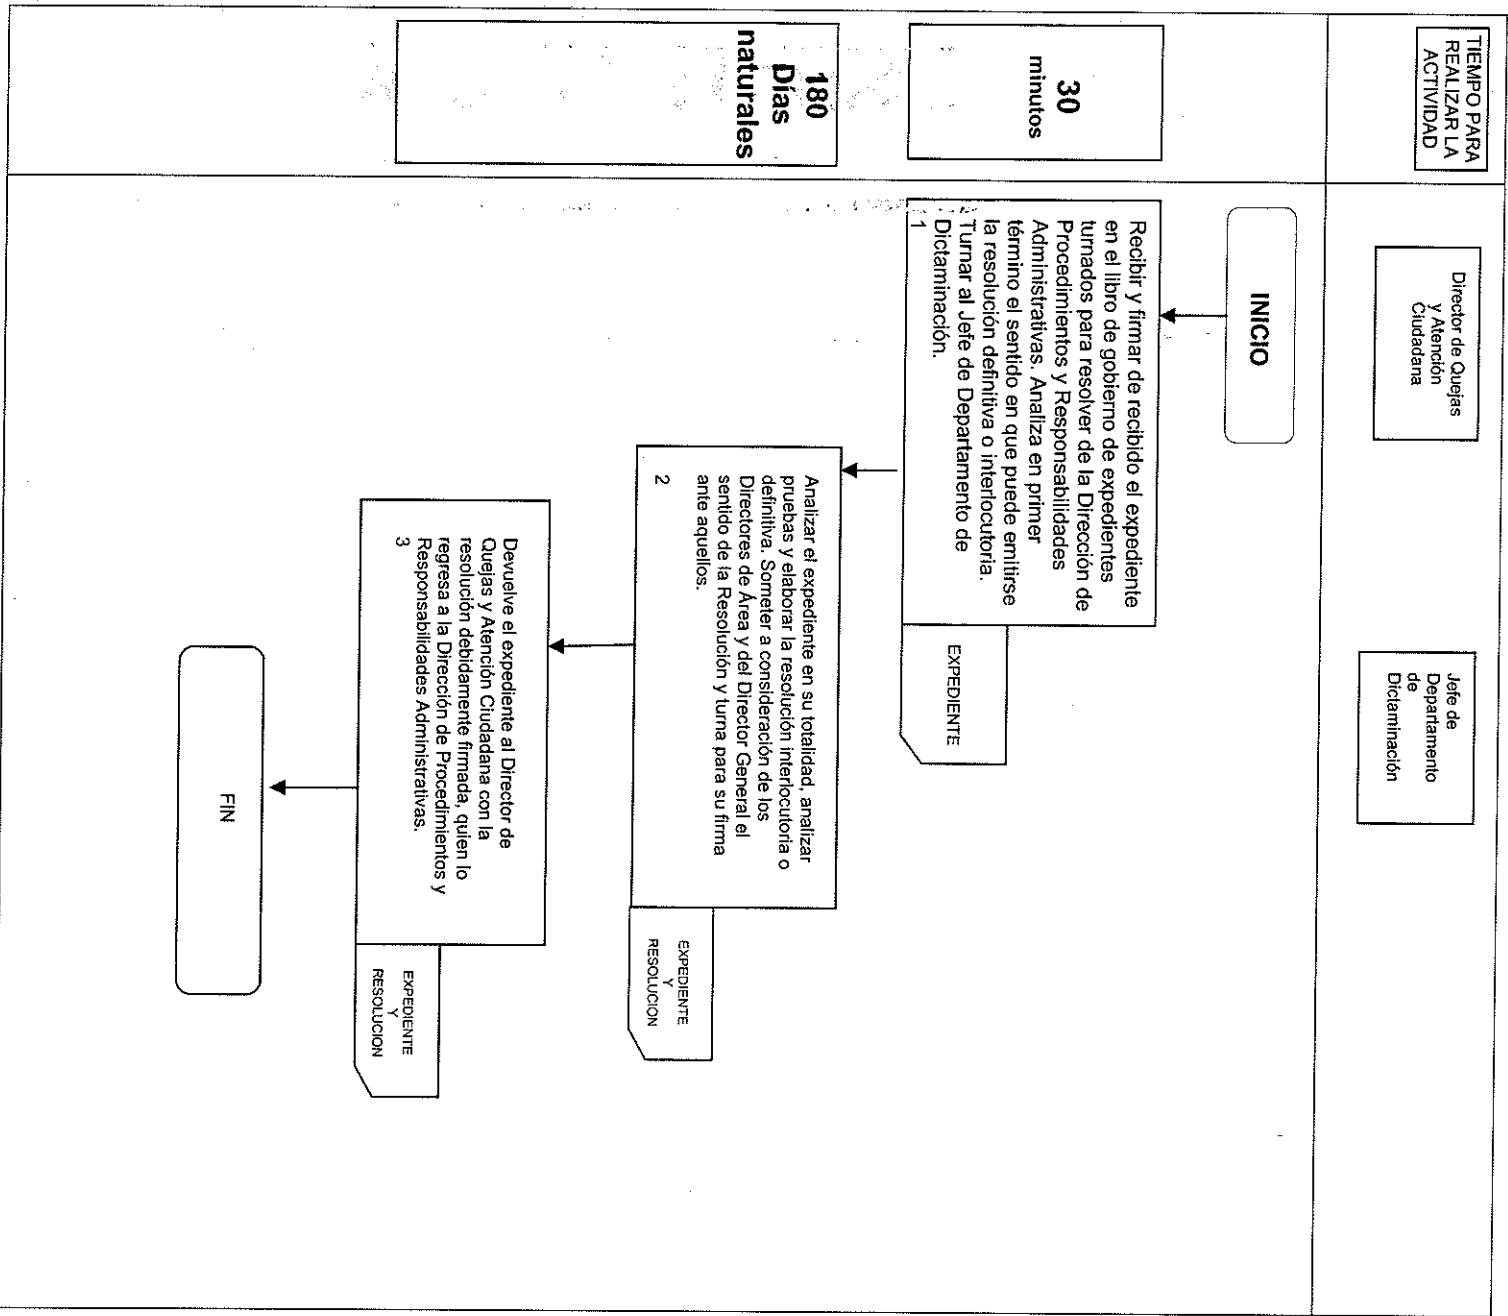 TIEMPO PARA
REALIZAR LA
ACTIVIDAD
Director de Quejas
y Atención
Ciudadana
Jefe de
Departamento
de
Dictaminación
INICIO
30
minutos
Recibir y firmar de recibido el expediente
en el libro de gobierno de expedientes
turnados para resolver de la Dirección de
Procedimientos y Responsabilidades
Administrativas. Analiza en primer
término el sentido en que puede emitirse
la resolución definitiva o interlocutoria.
Turnar al Jefe de Departamento de
Dictaminación.
1
EXPEDIENTE
180
Días
naturales
Analizar el expediente en su totalidad, analizar
pruebas y elaborar la resolución interlocutoria o
definitiva. Someter a consideración de los
Directores de Área y del Director General el
sentido de la Resolución y turna para su firma
ante aquellos.
2
EXPEDIENTE
Y
RESOLUCION
Devuelve el expediente al Director de
Quejas y Atención Ciudadana con la
resolución debidamente firmada, quien lo
regresa a la Dirección de Procedimientos y
Responsabilidades Administrativas.
3
EXPEDIENTE
Y
RESOLUCION
FIN